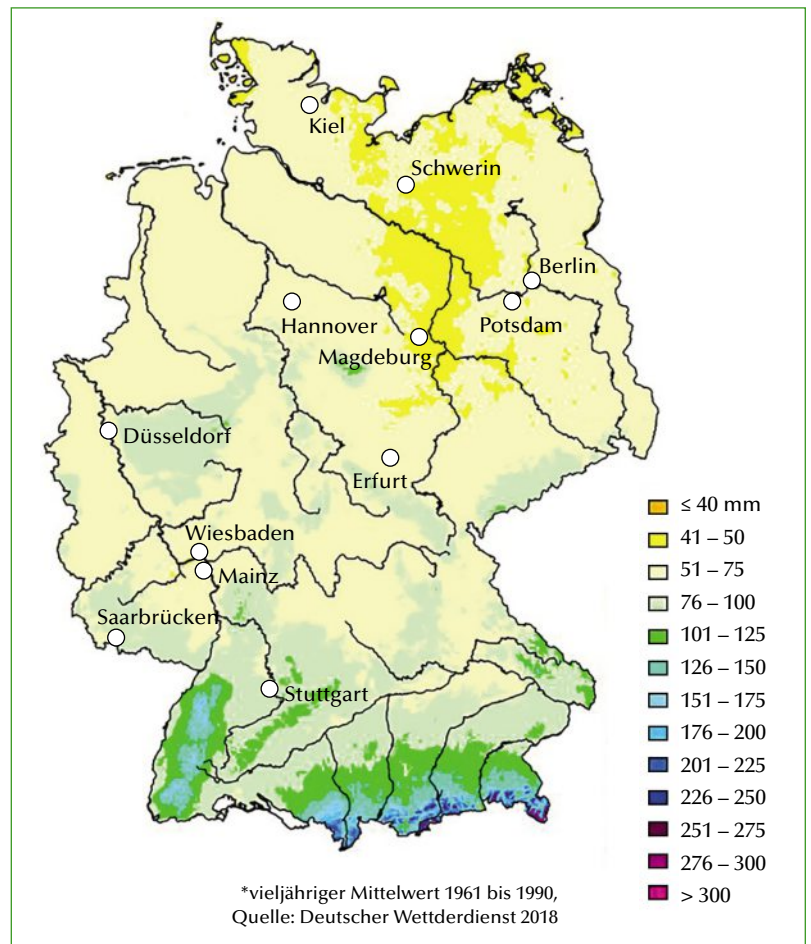 Kiel
Schwerin
Berlin
Hannover
Potsdam
Magdeburg
Düsseldorf
Erfurt
Wiesbaden
Mainz
Saarbrücken
Stuttgart
≤ 40 mm
41 – 50
51 – 75
76 – 100
101 – 125
126 – 150
151 – 175
176 – 200
201 – 225
226 – 250
251 – 275
276 – 300
> 300
*vieljähriger Mittelwert 1961 bis 1990,
Quelle: Deutscher Wettderdienst 2018